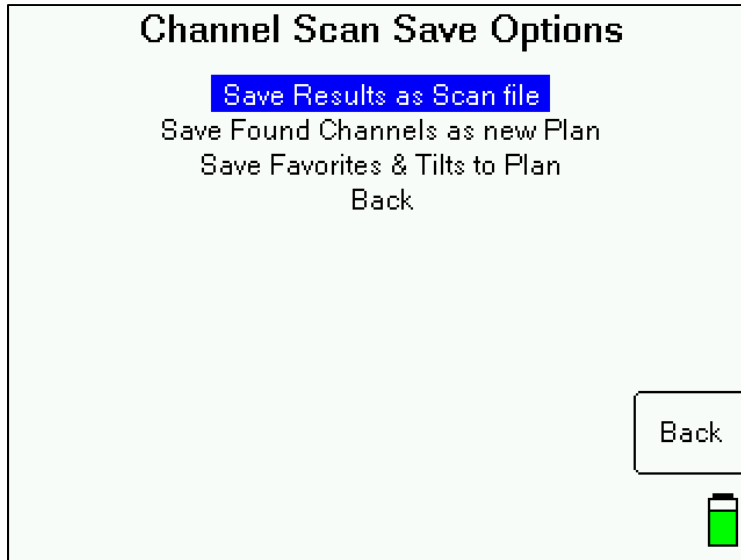 Channel Scan Save Options
Save Results as Scan file
Save Found Channels as new Plan
Save Favorites & Tilts to Plan
Back
Back